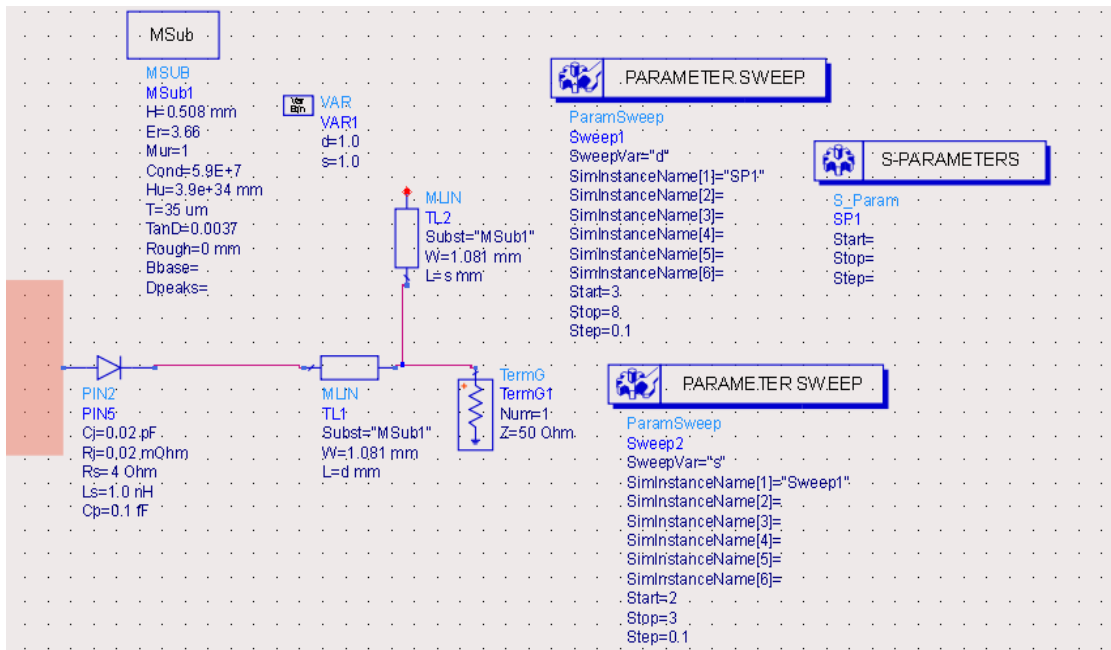 MSub
MSUB
MSub1
H=0.508 mm
Er=3.66
Mur=1
Cond=5.9E+7
Hu=3.9e+34 mm
T=35 um
TanD=0.0037
Rough=0 mm
Bbase=
Dpeaks=
Var
Eqn
VAR
VAR1
d=1.0
s=1.0
MLIN
TL2
Subst="MSub1"
W=1.081 mm
L=s mm
PARAMETER SWEEP
ParamSweep
Sweep1
SweepVar="d"
SimInstanceName[1]="SP1"
SimInstanceName[2]=
SimInstanceName[3]=
SimInstanceName[4]=
SimInstanceName[5]=
SimInstanceName[6]=
Start=3
Stop=8
Step=0.1
S-PARAMETERS
S_Param
SP1
Start=
Stop=
Step=
PIN2
PIN5
Cj=0.02 pF
Rj=0.02 mOhm
Rs=4 Ohm
Ls=1.0 nH
Cp=0.1 fF
MLIN
TL1
Subst="MSub1"
W=1.081 mm
L=d mm
TermG
TermG1
Num=1
Z=50 Ohm
PARAMETER SWEEP
ParamSweep
Sweep2
SweepVar="s"
SimInstanceName[1]="Sweep1"
SimInstanceName[2]=
SimInstanceName[3]=
SimInstanceName[4]=
SimInstanceName[5]=
SimInstanceName[6]=
Start=2
Stop=3
Step=0.1